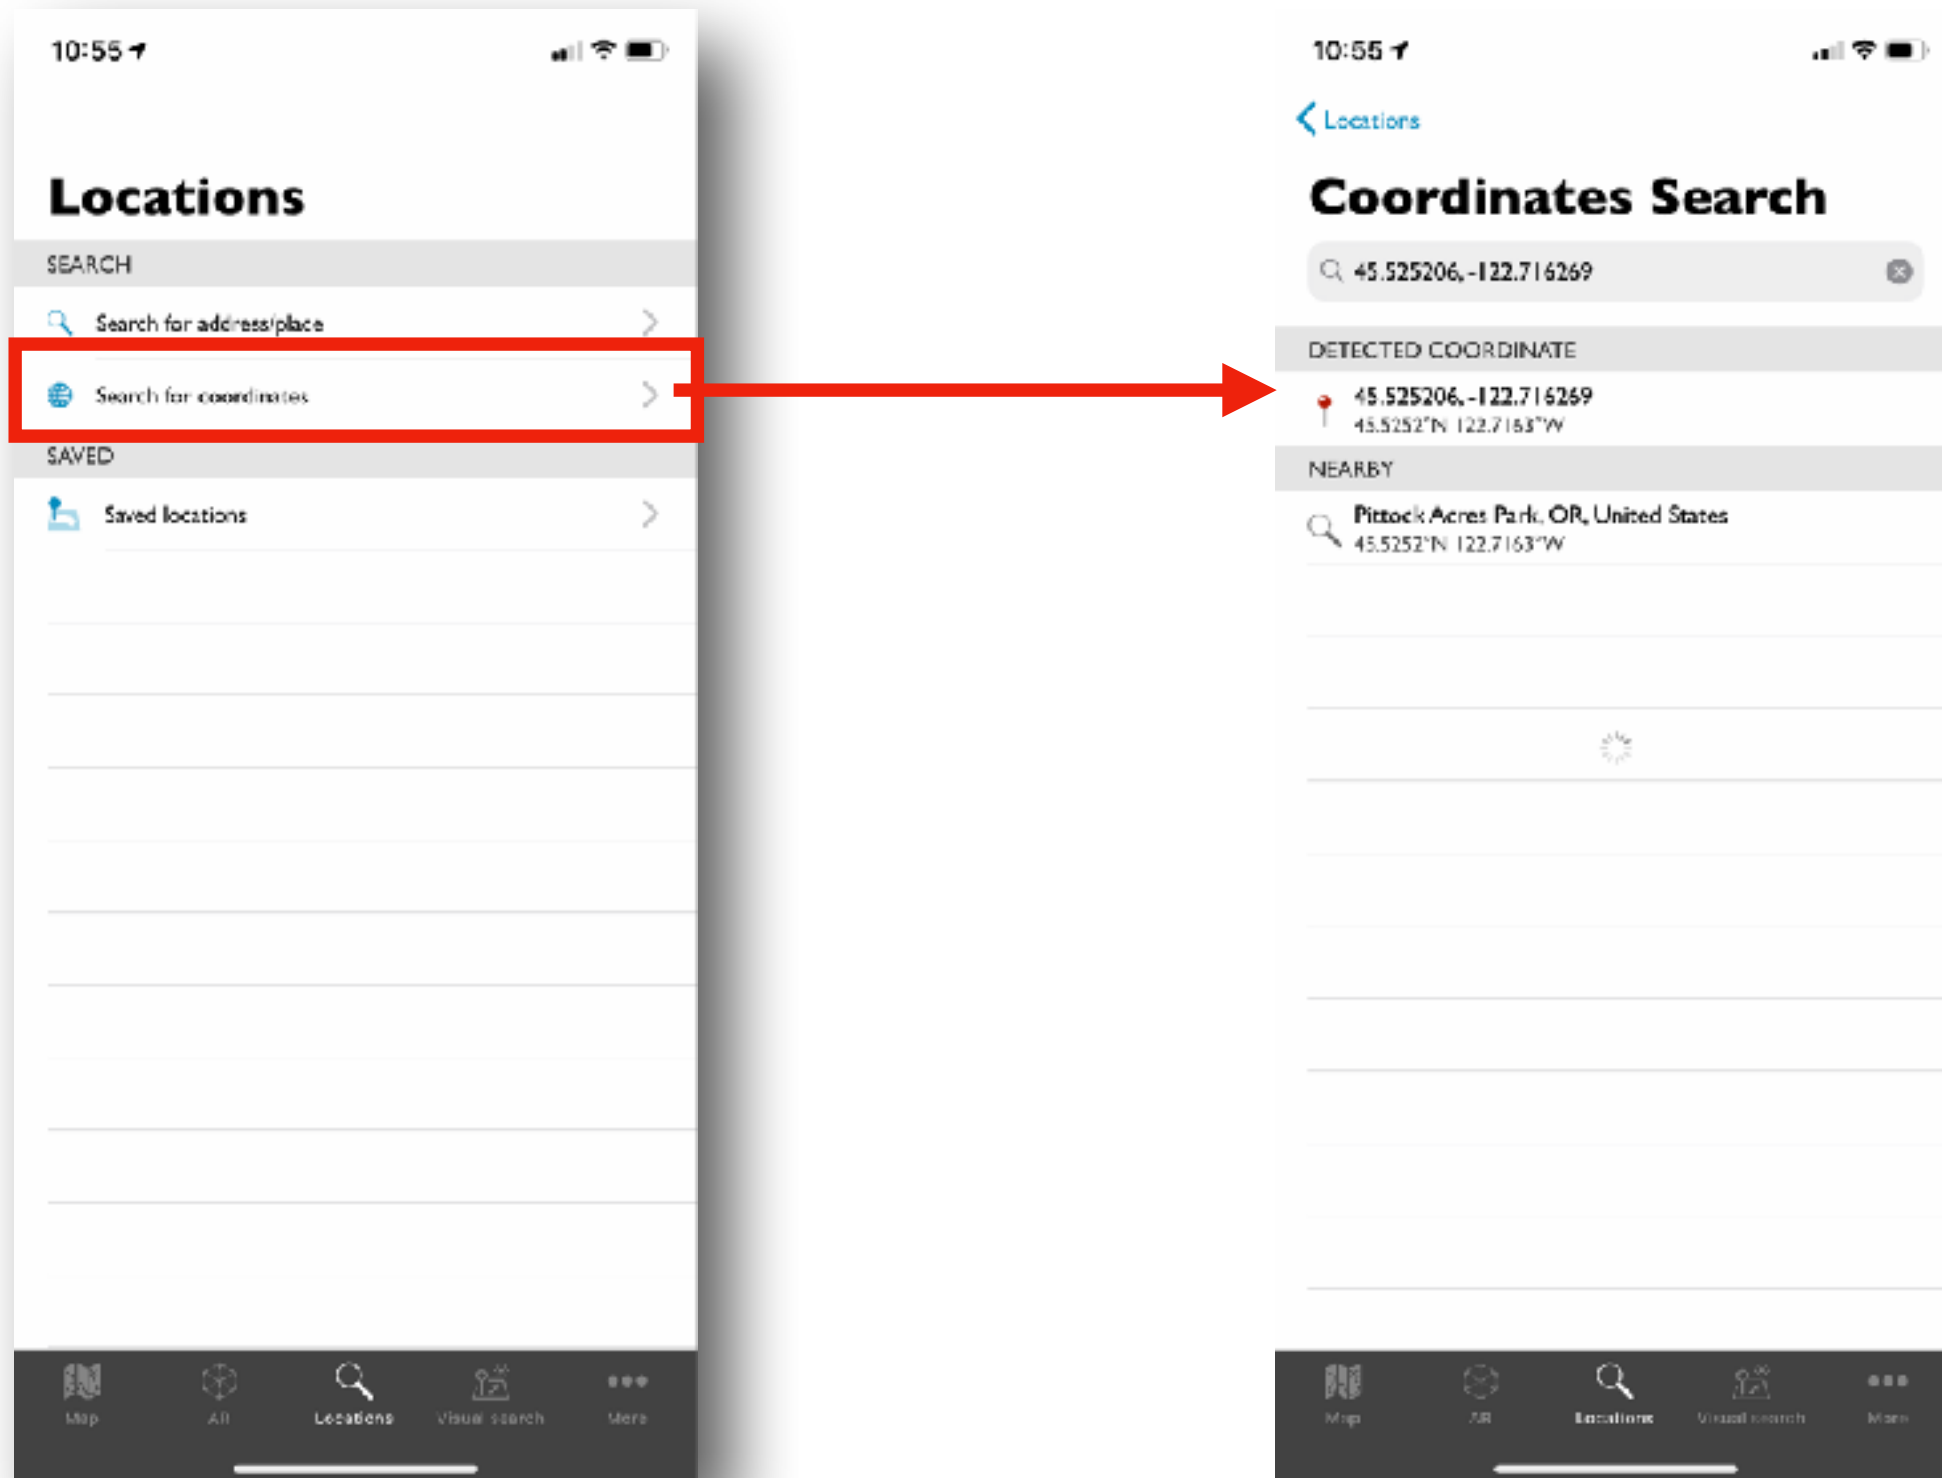 10:55
Locations
SEARCH
Search for address/place
Search for coordinates
SAVED
Saved locations
Map
AR
Locations
Visual search
More
10:55
Locations
Coordinates Search
45.525206,-122.716269
DETECTED COORDINATE
45.525206,-122.716269
45.5252°N 122.7163°W
NEARBY
Pittock Acres Park, OR, United States
45.5252°N 122.7163°W
Map
AR
Locations
Visual search
More